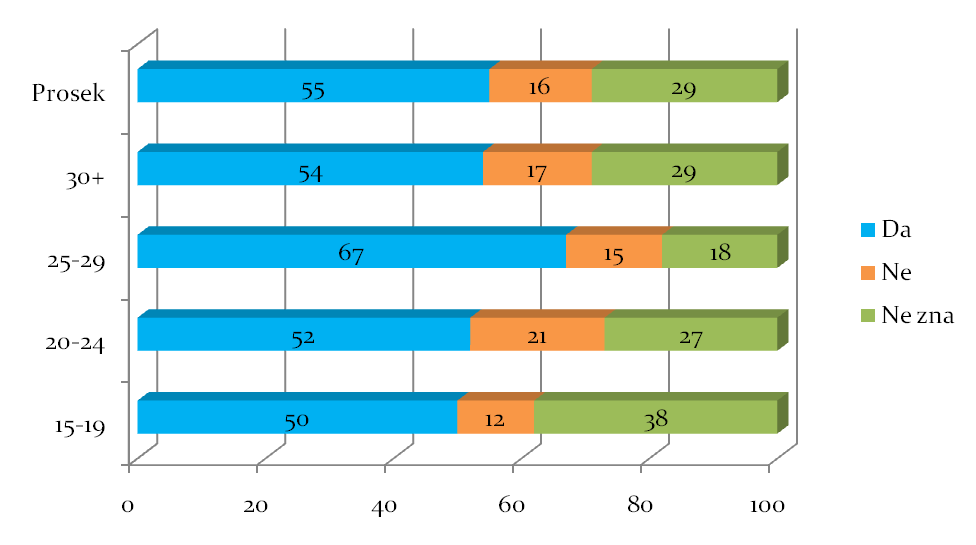 Prosek 55 16 29
30+ 54 17 29
25-29 67 15 18
20-24 52 21 27
15-19 50 12 38
0 20 40 60 80 100
Da
Ne
Ne zna